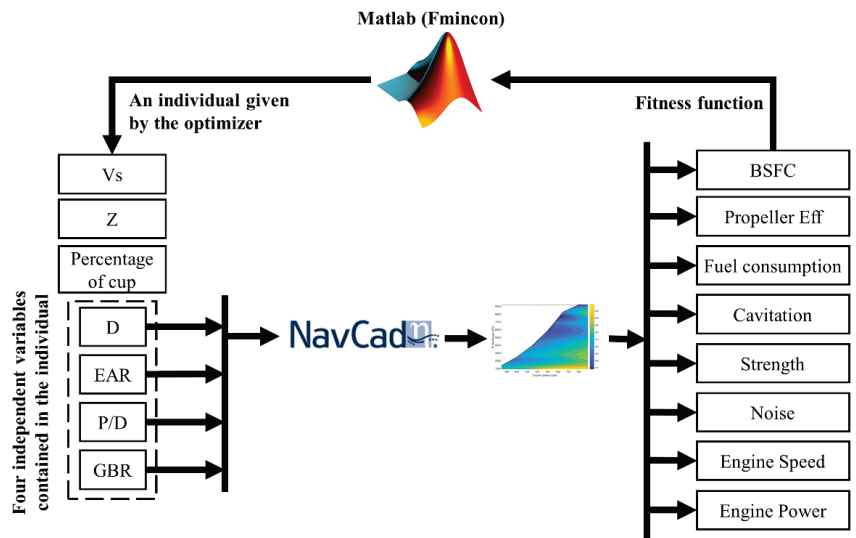 Matlab (Fmincon)
An individual given
by the optimizer
Fitness function
Vs
Z
Percentage
of cup
D
EAR
P/D
GBR
Four independent variables
contained in the individual
NavCad
η
BSFC
Propeller Eff
Fuel consumption
Cavitation
Strength
Noise
Engine Speed
Engine Power